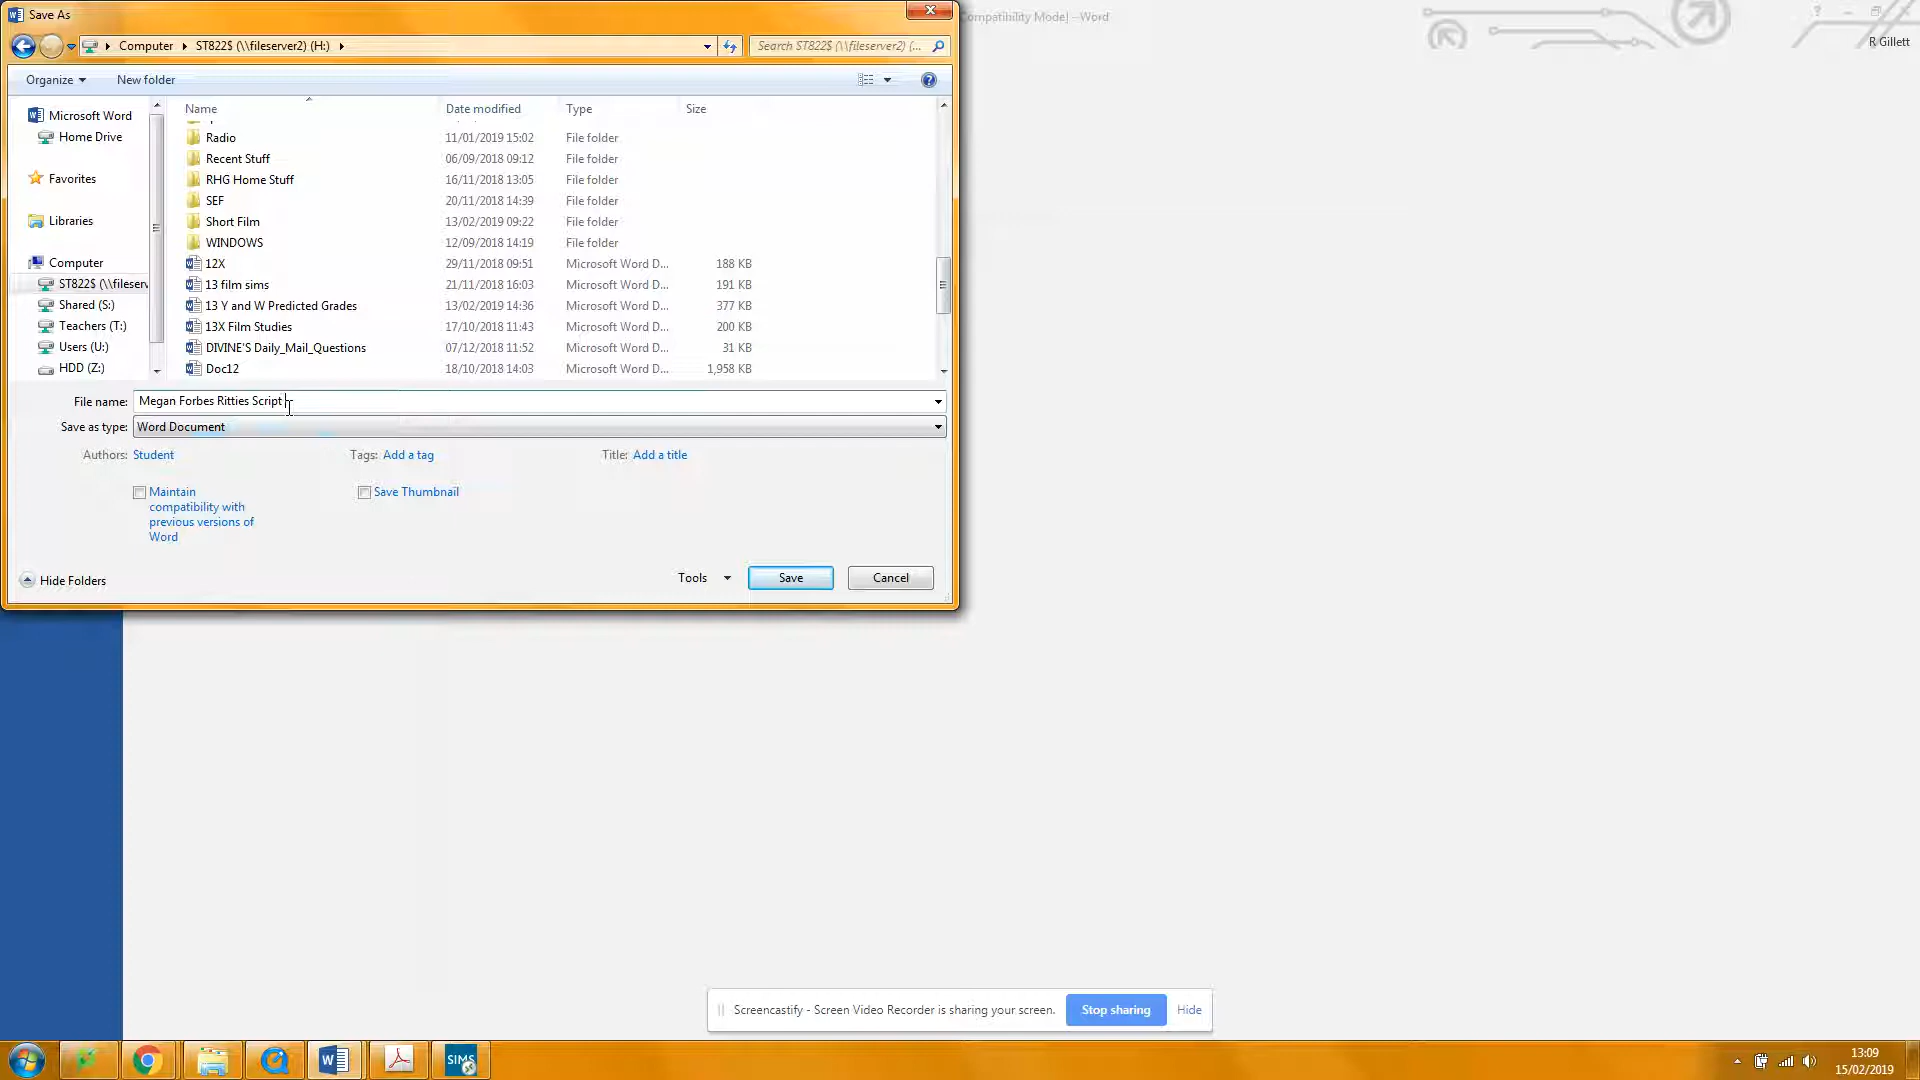 Save As
Compatibility Mode] - Word
R Gillett
Computer ST822$ (\\fileserver2) (H:)
Search ST822$ (\\fileserver2) (...
Organize New folder
Microsoft Word
Home Drive
Favorites
Libraries
Computer
ST822$ (\\fileserv
Shared (S:)
Teachers (T:)
Users (U:)
HDD (Z:)
Name Date modified Type Size
Radio 11/01/2019 15:02 File folder
Recent Stuff 06/09/2018 09:12 File folder
RHG Home Stuff 16/11/2018 13:05 File folder
SEF 20/11/2018 14:39 File folder
Short Film 13/02/2019 09:22 File folder
WINDOWS 12/09/2018 14:19 File folder
12X 29/11/2018 09:51 Microsoft Word D... 188 KB
13 film sims 21/11/2018 16:03 Microsoft Word D... 191 KB
13 Y and W Predicted Grades 13/02/2019 14:36 Microsoft Word D... 377 KB
13X Film Studies 17/10/2018 11:43 Microsoft Word D... 200 KB
DIVINE'S Daily_Mail_Questions 07/12/2018 11:52 Microsoft Word D... 31 KB
Doc12 18/10/2018 14:03 Microsoft Word D... 1,958 KB
File name: Megan Forbes Ritties Script
Save as type: Word Document
Authors: Student Tags: Add a tag Title: Add a title
Maintain
compatibility with
previous versions of
Word
Save Thumbnail
Hide Folders
Tools Save Cancel
Screencastify - Screen Video Recorder is sharing your screen. Stop sharing Hide
SIMS
13:09
15/02/2019